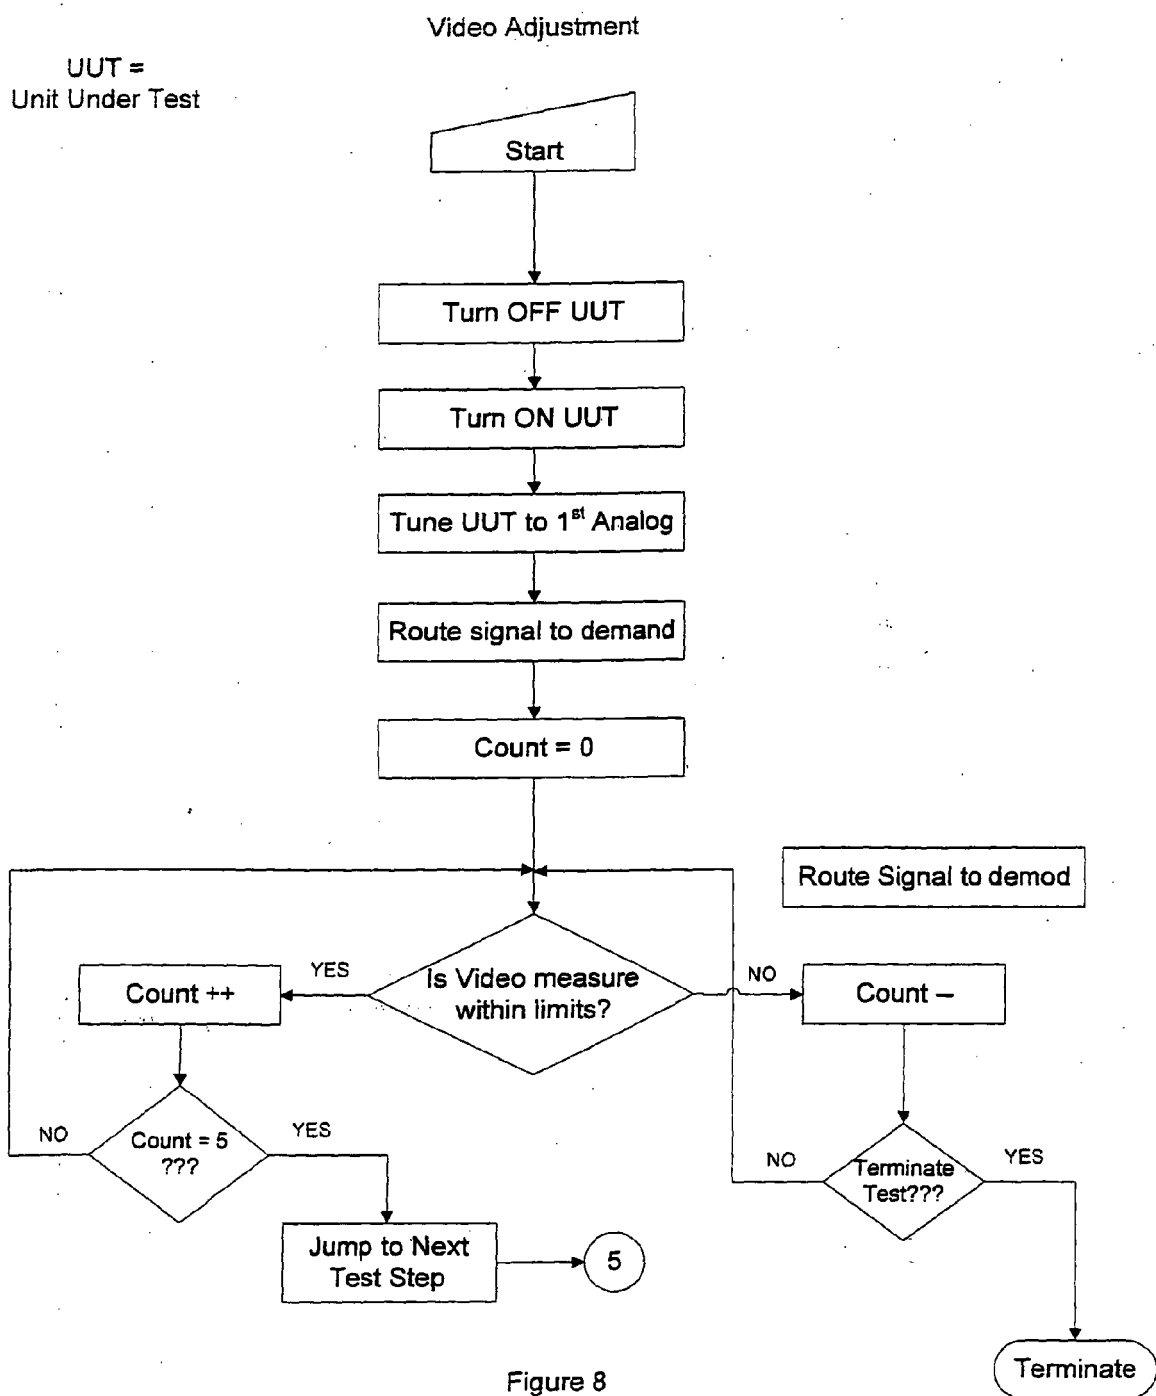 Video Adjustment
UUT =
Unit Under Test
Start
Turn OFF UUT
Turn ON UUT
Tune UUT to 1st Analog
Route signal to demand
Count = 0
Route Signal to demod
Is Video measure
within limits?
YES
NO
Count ++
Count –
Count = 5
???
NO
YES
Terminate
Test???
NO
YES
Jump to Next
Test Step
5
Terminate
Figure 8